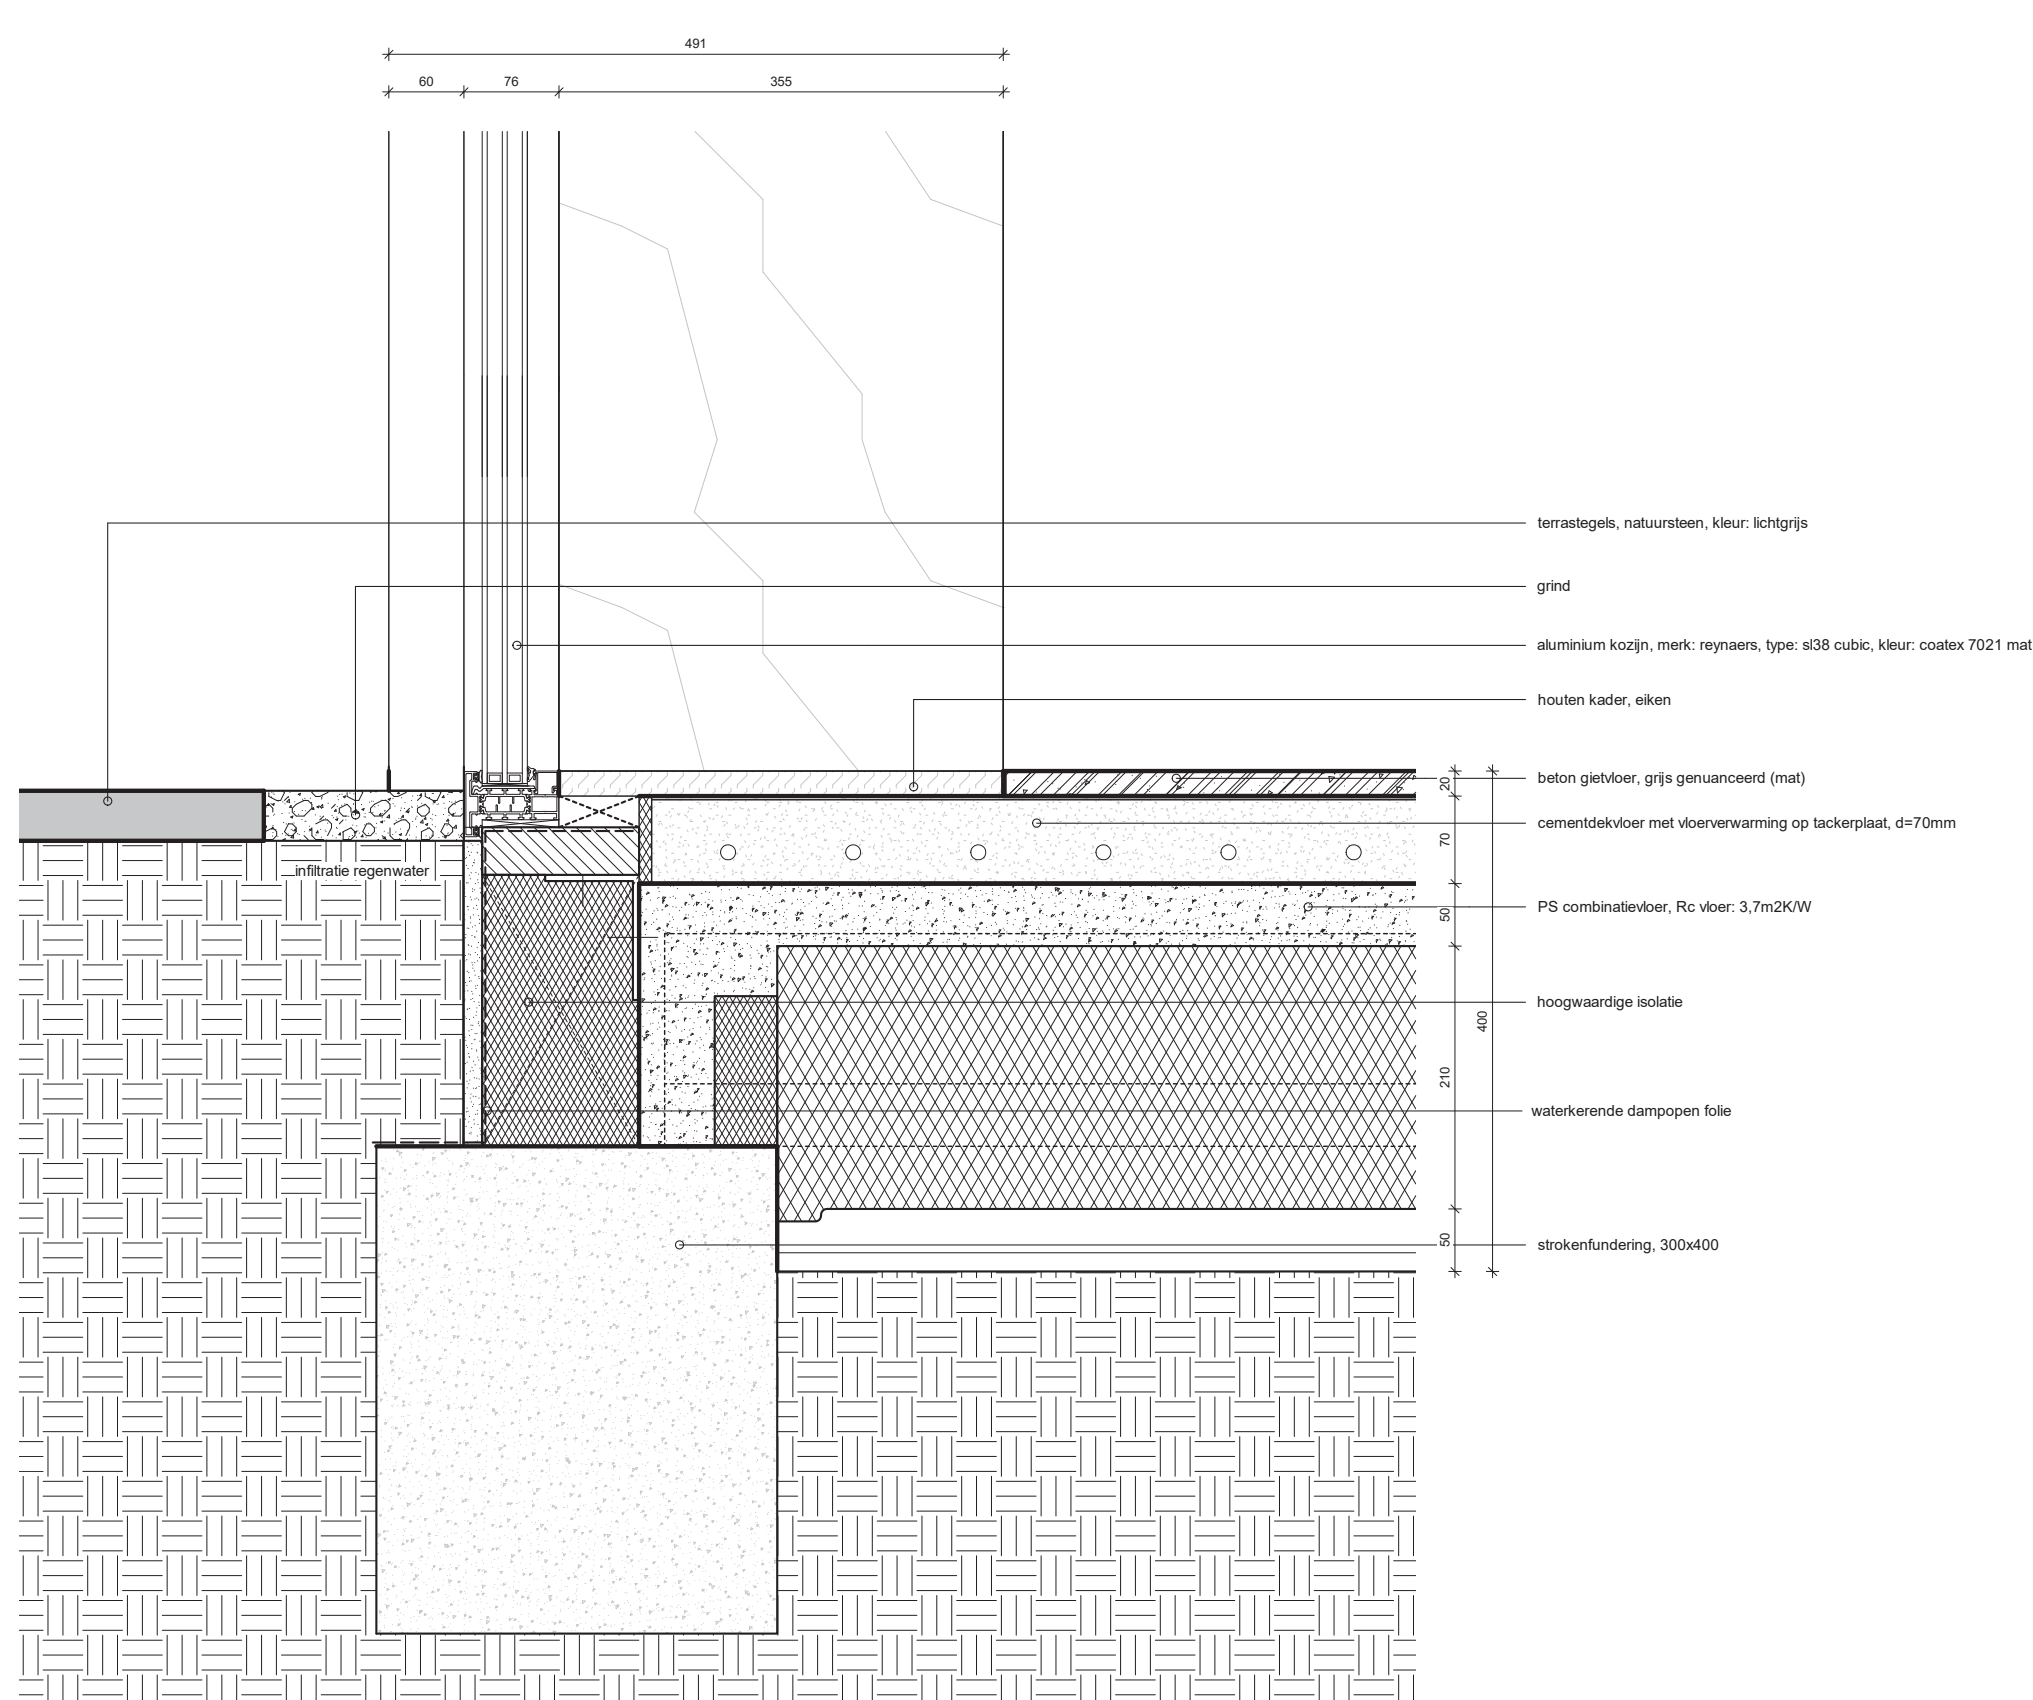 491
60
76
355
terrastegels, natuursteen, kleur: lichtgrijs
grind
aluminium kozijn, merk: reynaers, type: sl38 cubic, kleur: coatex 7021 mat
houten kader, eiken
20
beton gietvloer, grijs genuanceerd (mat)
70
cementdekvloer met vloerverwarming op tackerplaat, d=70mm
infiltratie regenwater
50
PS combinatievloer, Rc vloer: 3,7m2K/W
hoogwaardige isolatie
400
210
waterkerende dampopen folie
50
strokenfundering, 300x400